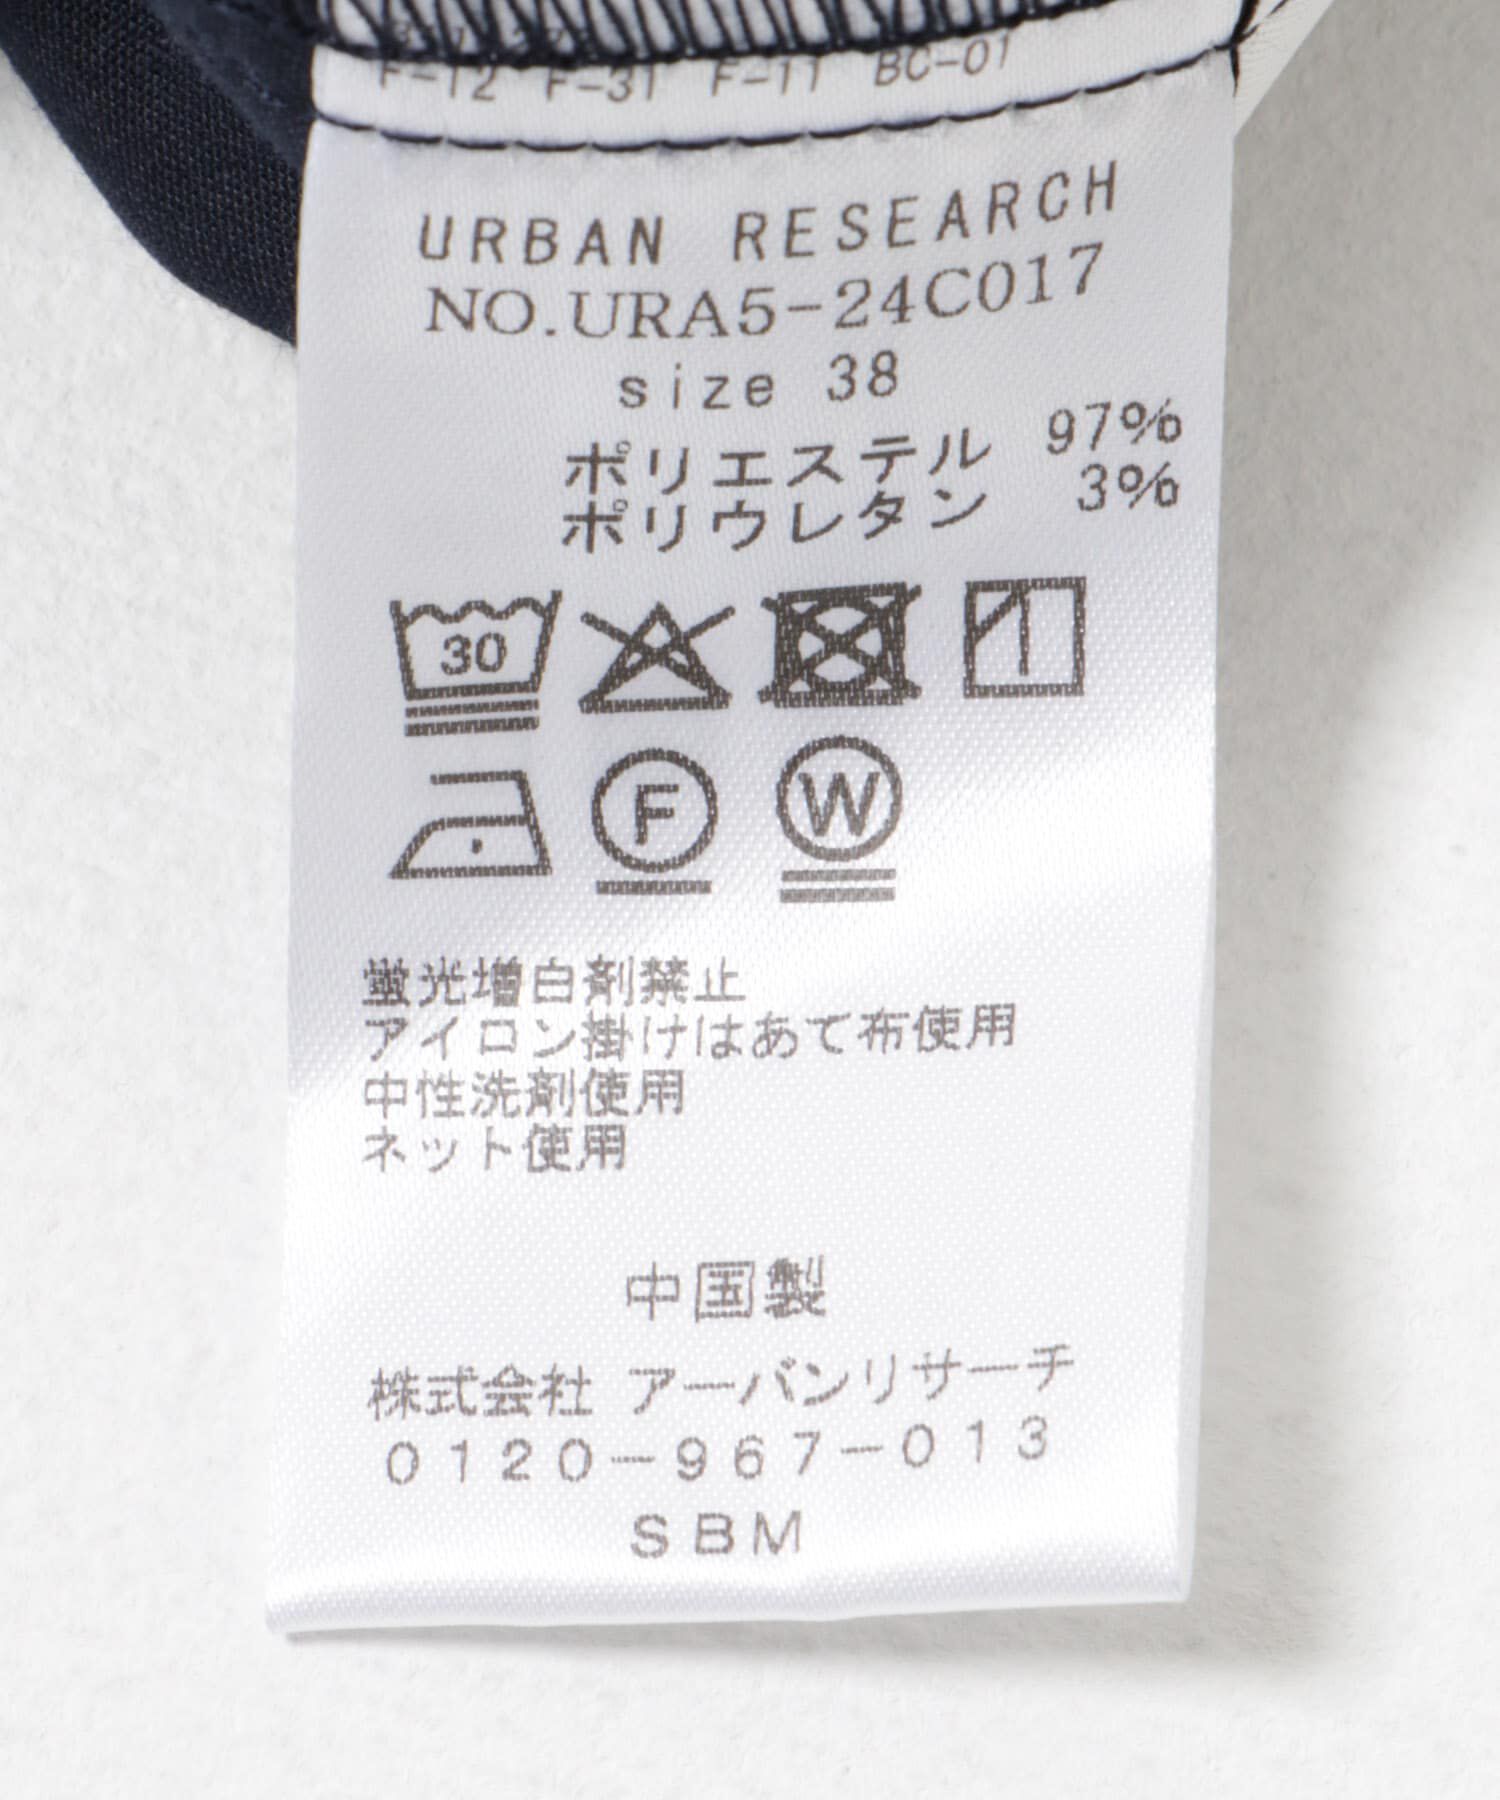 F-12 F-31 F-11 BC-01
URBAN RESEARCH
NO.URA5-24C017
size 38
ポリエステル 97%
ポリウレタン 3%
30
F W
蛍光増白剤禁止
アイロン掛けはあて布使用
中性洗剤使用
ネット使用
中国製
株式会社 アーバンリサーチ
0120-967-013
SBM